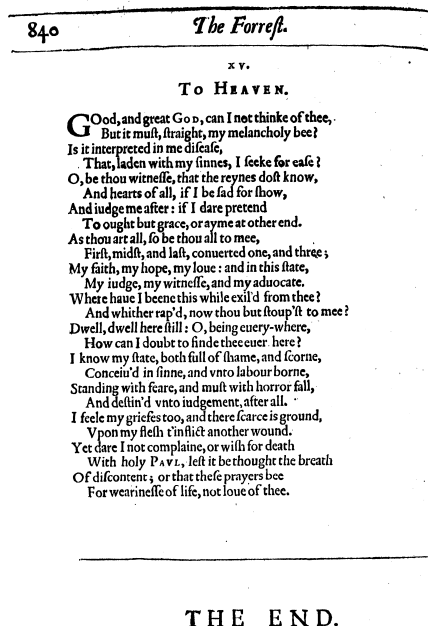 840
The Forreſt.
XV.
TO HEAVEN.
GOod, and great GOD, can I not thinke of thee,
But it muſt, ſtraight, my melancholy bee?
Is it interpreted in me diſeaſe,
That, laden with my ſinnes, I ſeeke for eaſe?
O, be thou witneſſe, that the reynes doſt know,
And hearts of all, if I be ſad for ſhow,
And iudge me after: if I dare pretend
To ought but grace, or ayme at other end.
As thou art all, ſo be thou all to mee,
Firſt, midſt, and laſt, conuerted one, and three;
My faith, my hope, my loue: and in this ſtate,
My iudge, my witneſſe, and my aduocate.
Where haue I beene this while exil'd from thee?
And whither rap'd, now thou but ſtoup'ſt to mee?
Dwell, dwell here ſtill: O, being euery-where,
How can I doubt to finde thee euer here?
I know my ſtate, both full of ſhame, and ſcorne,
Conceiu'd in ſinne, and vnto labour borne,
Standing with feare, and muſt with horror fall,
And deſtin'd vnto iudgement, after all.
I feele my griefes too, and there ſcarce is ground,
Vpon my fleſh t'inflict another wound.
Yet dare I not complaine, or wiſh for death
With holy PAVL, leſt it be thought the breath
Of diſcontent; or that theſe prayers bee
For wearineſſe of life, not loue of thee.
THE END.